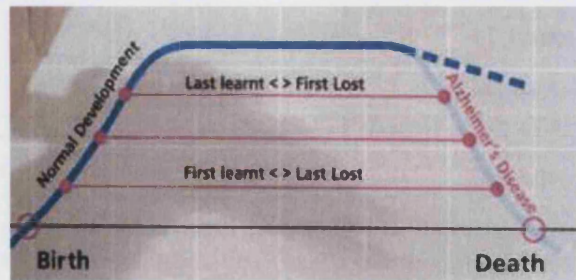 Normal Development
Last learnt < > First Lost
Alzheimer's Disease
First learnt < > Last Lost
Birth
Death